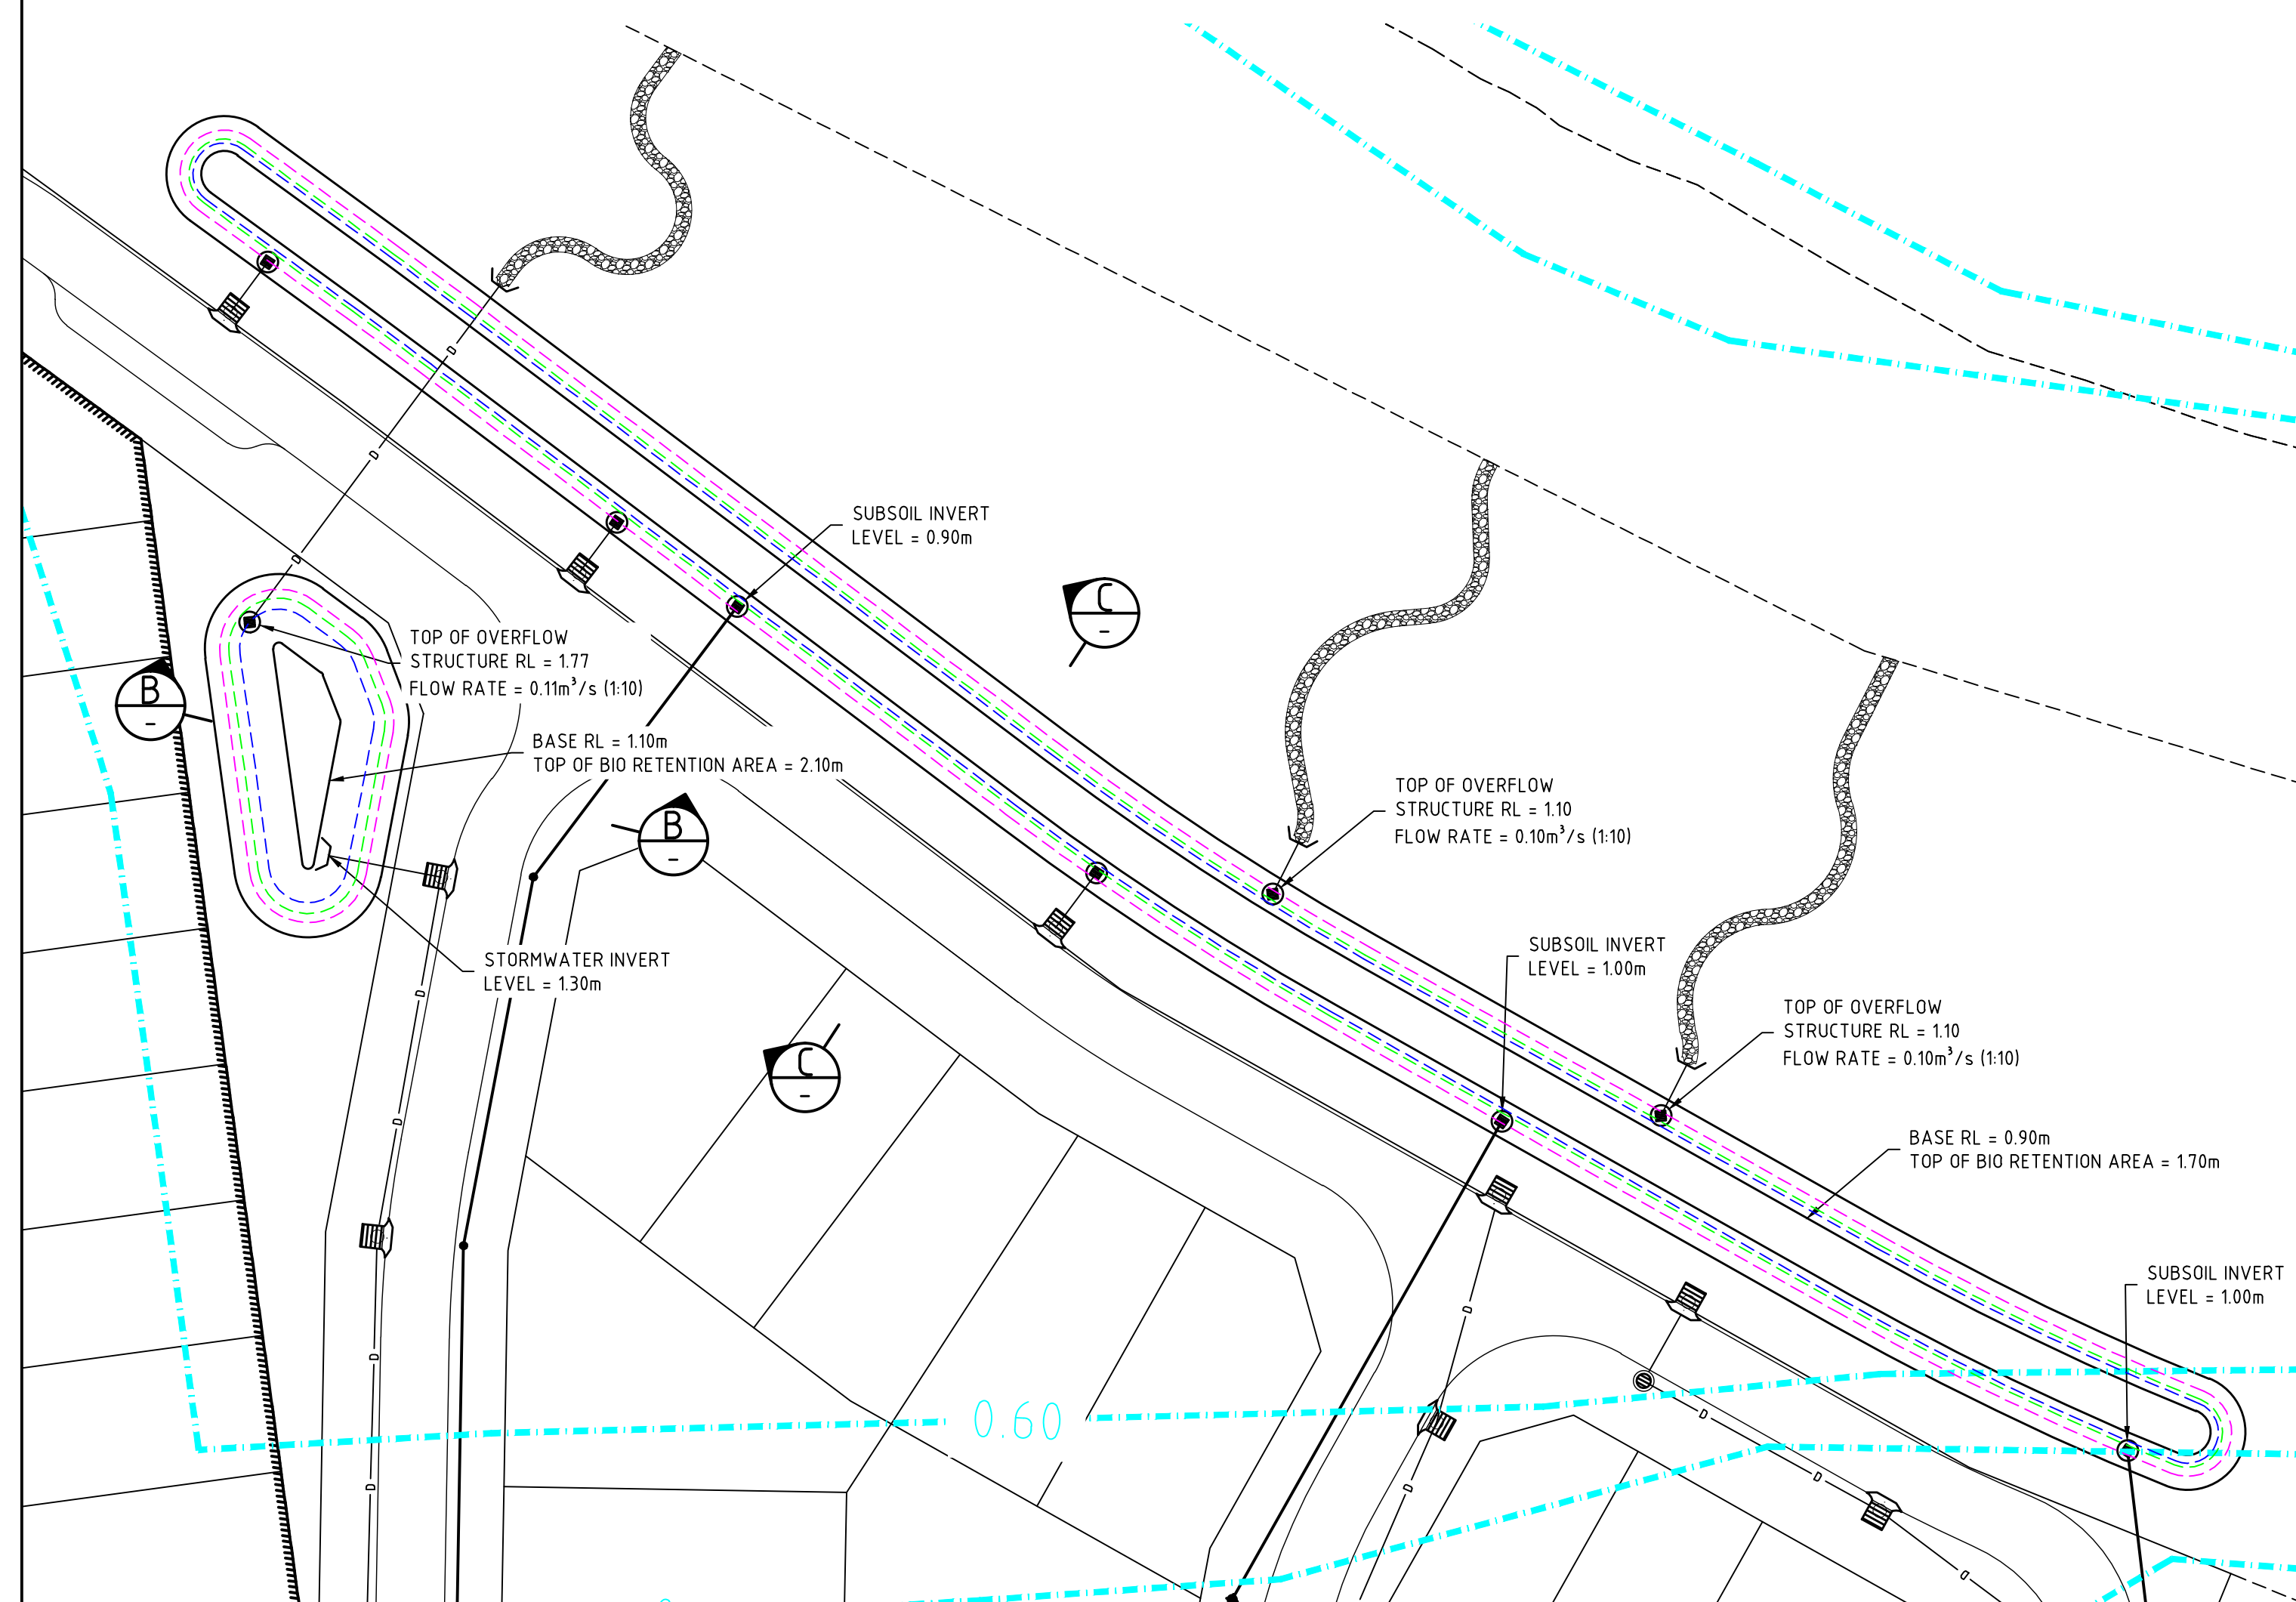 SUBSOIL INVERT
LEVEL = 0.90m
C
-
TOP OF OVERFLOW
STRUCTURE RL = 1.77
FLOW RATE = 0.11m³/s (1:10)
B
-
BASE RL = 1.10m
TOP OF BIO RETENTION AREA = 2.10m
B
-
TOP OF OVERFLOW
STRUCTURE RL = 1.10
FLOW RATE = 0.10m³/s (1:10)
STORMWATER INVERT
LEVEL = 1.30m
SUBSOIL INVERT
LEVEL = 1.00m
TOP OF OVERFLOW
STRUCTURE RL = 1.10
FLOW RATE = 0.10m³/s (1:10)
C
-
BASE RL = 0.90m
TOP OF BIO RETENTION AREA = 1.70m
SUBSOIL INVERT
LEVEL = 1.00m
0.60
D
D
D
D
D
D
D
D
D
D
D
D